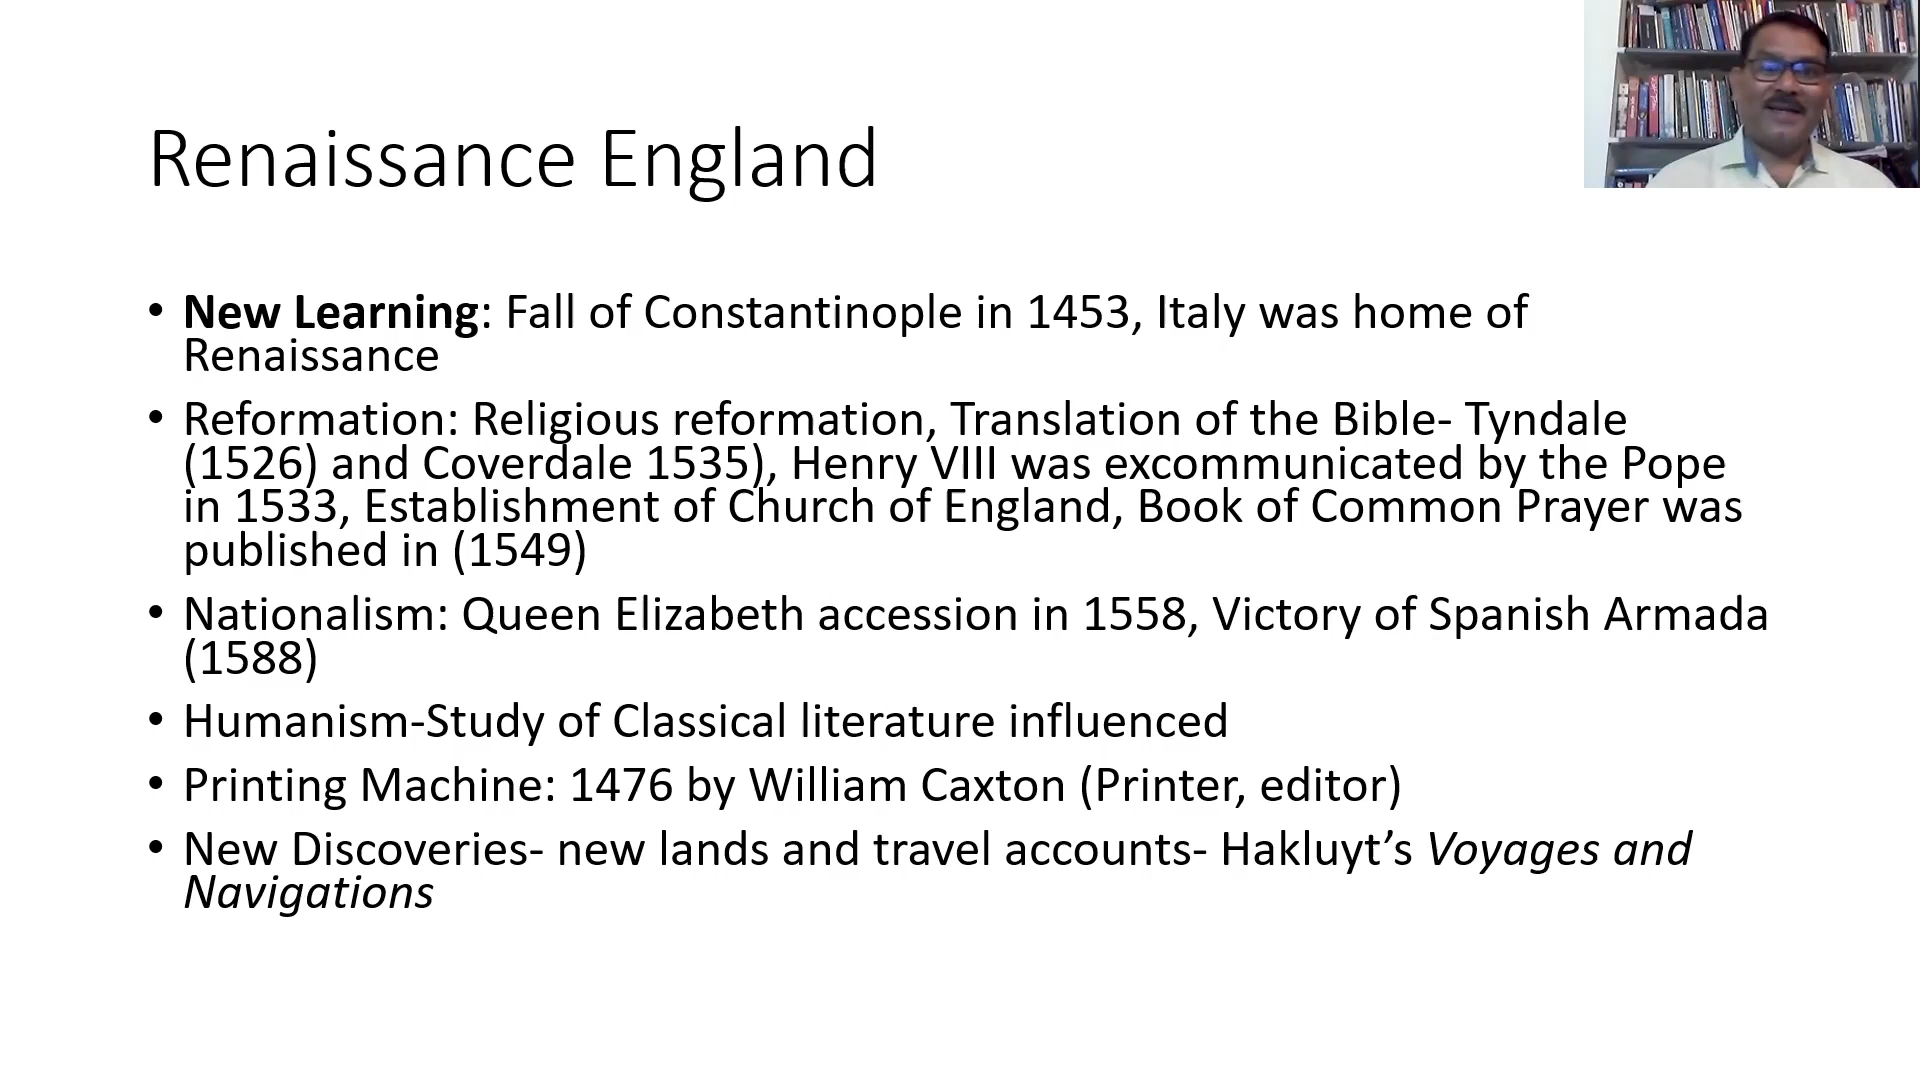 Renaissance England
• New Learning: Fall of Constantinople in 1453, Italy was home of
Renaissance
• Reformation: Religious reformation, Translation of the Bible- Tyndale
(1526) and Coverdale 1535), Henry VIII was excommunicated by the Pope
in 1533, Establishment of Church of England, Book of Common Prayer was
published in (1549)
• Nationalism: Queen Elizabeth accession in 1558, Victory of Spanish Armada
(1588)
• Humanism-Study of Classical literature influenced
• Printing Machine: 1476 by William Caxton (Printer, editor)
• New Discoveries- new lands and travel accounts- Hakluyt’s Voyages and
Navigations